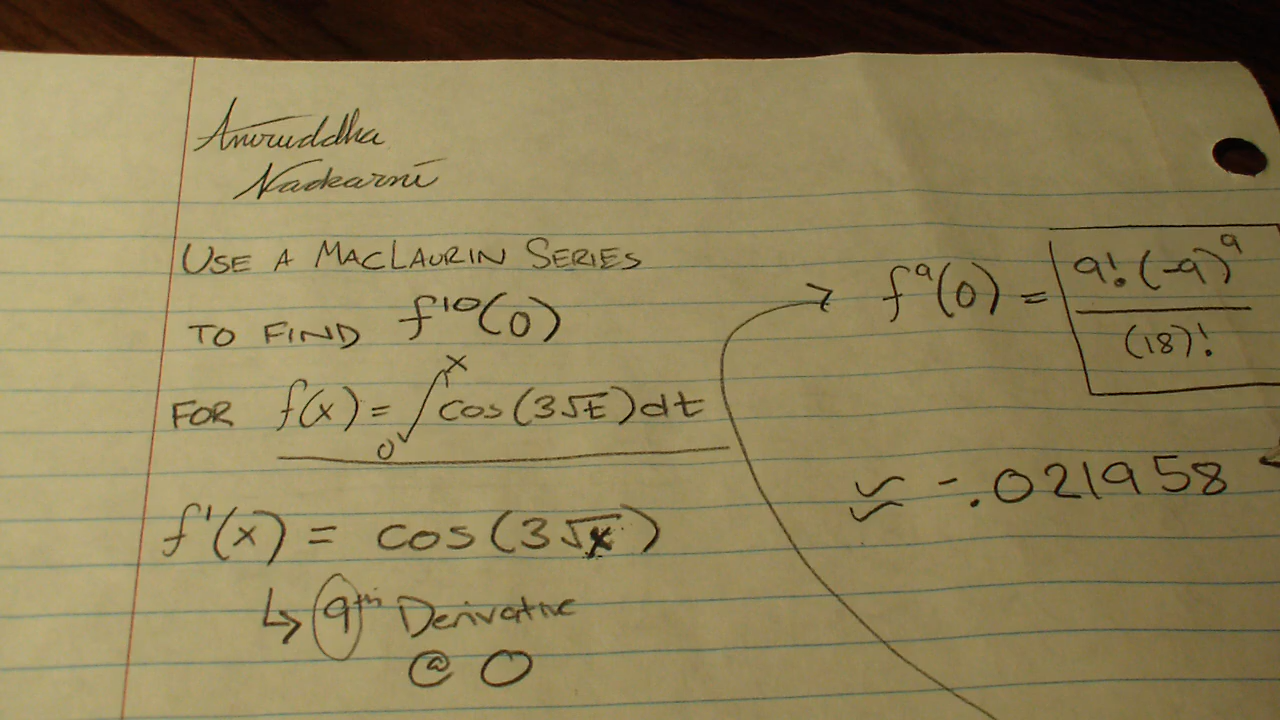 Aniruddha
Nadkarni
USE A MACLAURIN SERIES
TO FIND f¹⁰(0)
FOR f(x) = ∫₀ˣ cos(3√t)dt
f'(x) = cos(3√x)
↳ 9th Derivative
@ 0
→ f⁹(0) = 9!(-9)⁹ / (18)!
≈ -.021958